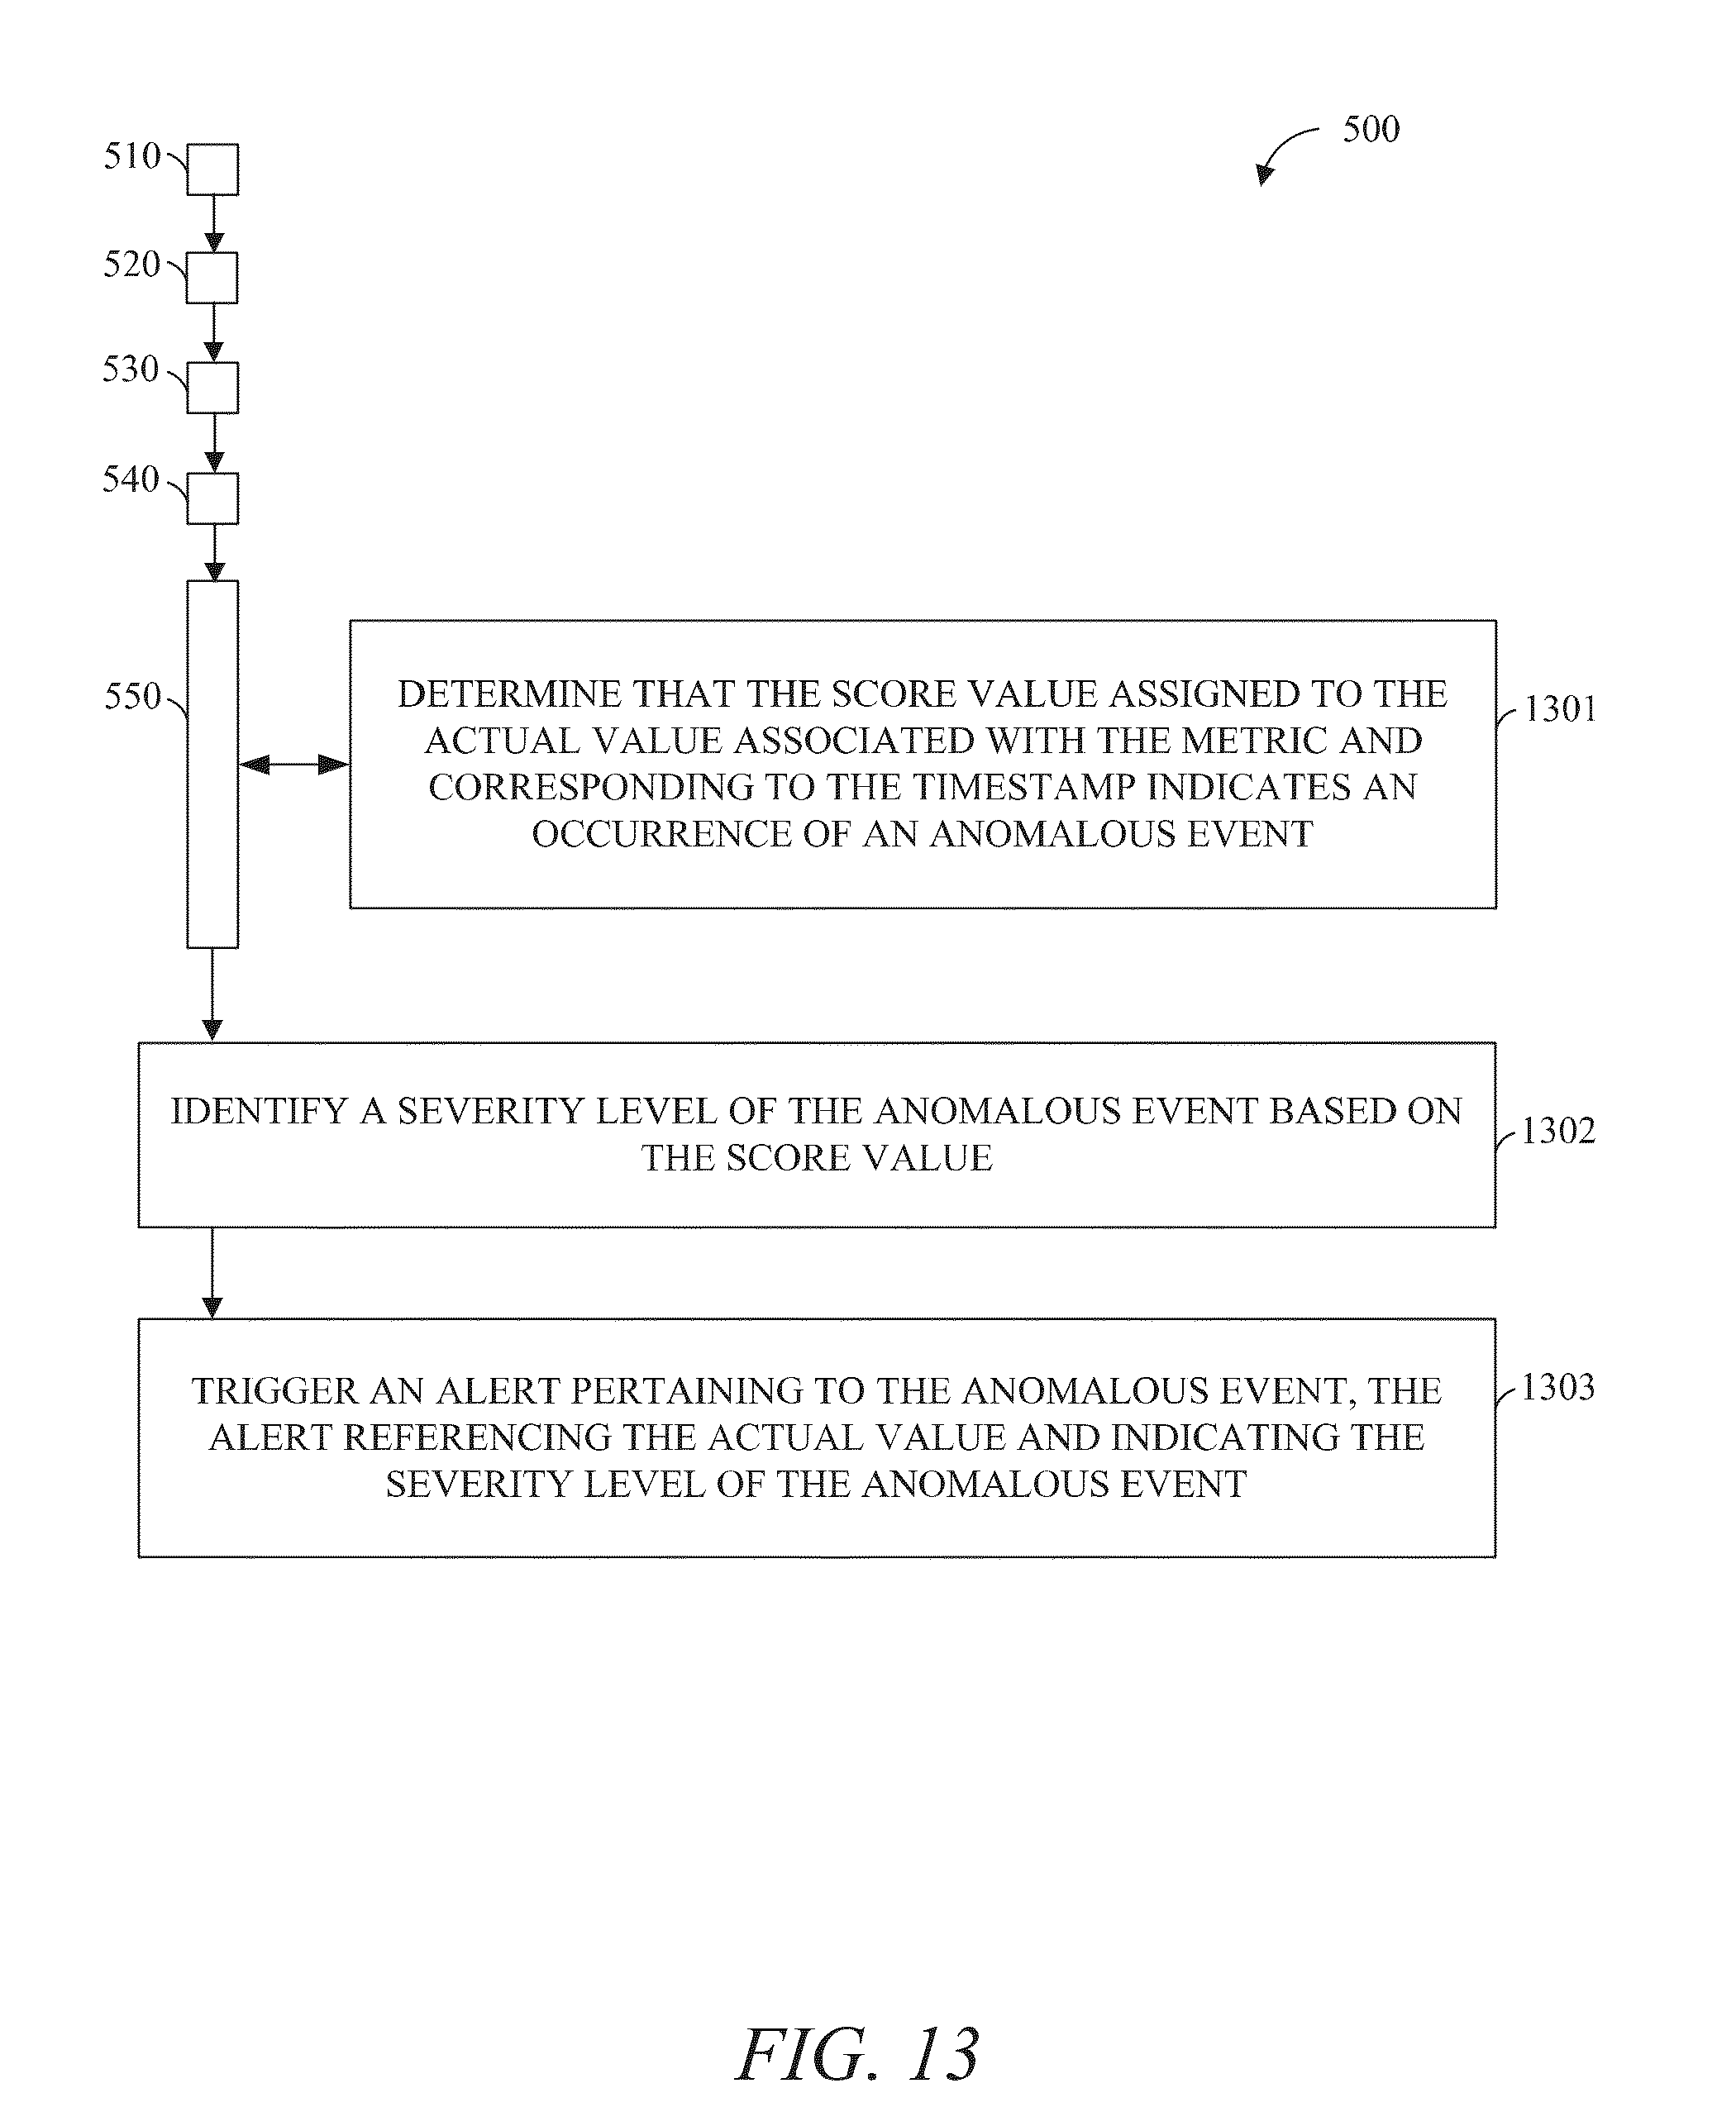 500
510
520
530
540
550
DETERMINE THAT THE SCORE VALUE ASSIGNED TO THE
ACTUAL VALUE ASSOCIATED WITH THE METRIC AND
CORRESPONDING TO THE TIMESTAMP INDICATES AN
OCCURRENCE OF AN ANOMALOUS EVENT
1301
IDENTIFY A SEVERITY LEVEL OF THE ANOMALOUS EVENT BASED ON
THE SCORE VALUE
1302
TRIGGER AN ALERT PERTAINING TO THE ANOMALOUS EVENT, THE
ALERT REFERENCING THE ACTUAL VALUE AND INDICATING THE
SEVERITY LEVEL OF THE ANOMALOUS EVENT
1303
FIG. 13